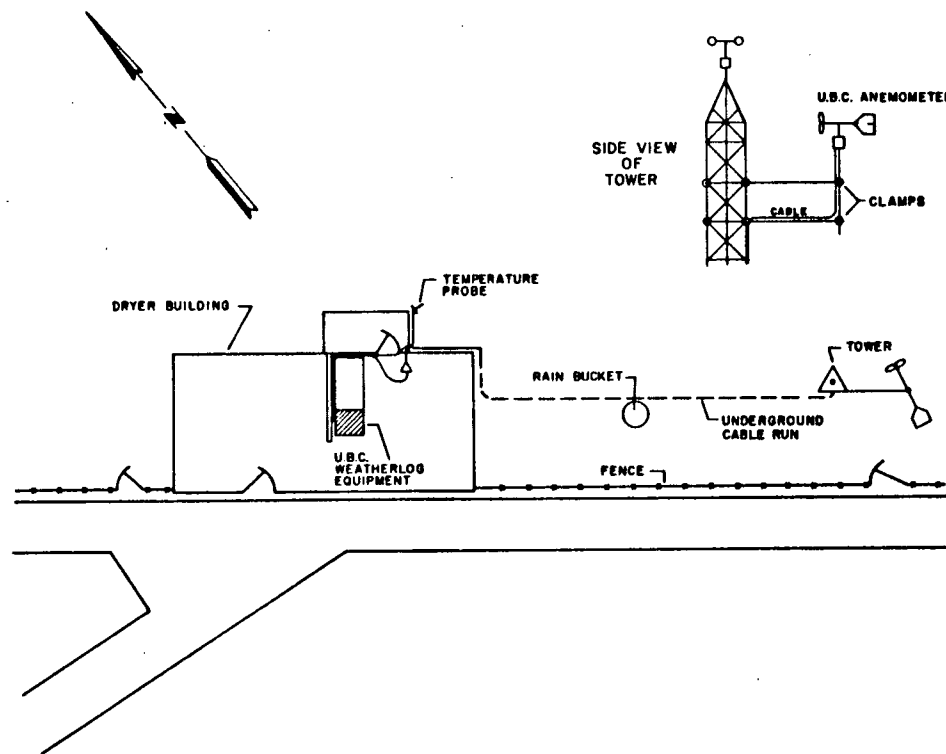 N
U.B.C. ANEMOMETE
SIDE VIEW
OF
TOWER
CABLE
CLAMPS
TEMPERATURE
PROBE
DRYER BUILDING
TOWER
RAIN BUCKET
UNDERGROUND
CABLE RUN
U.B.C.
WEATHERLOG
EQUIPMENT
FENCE